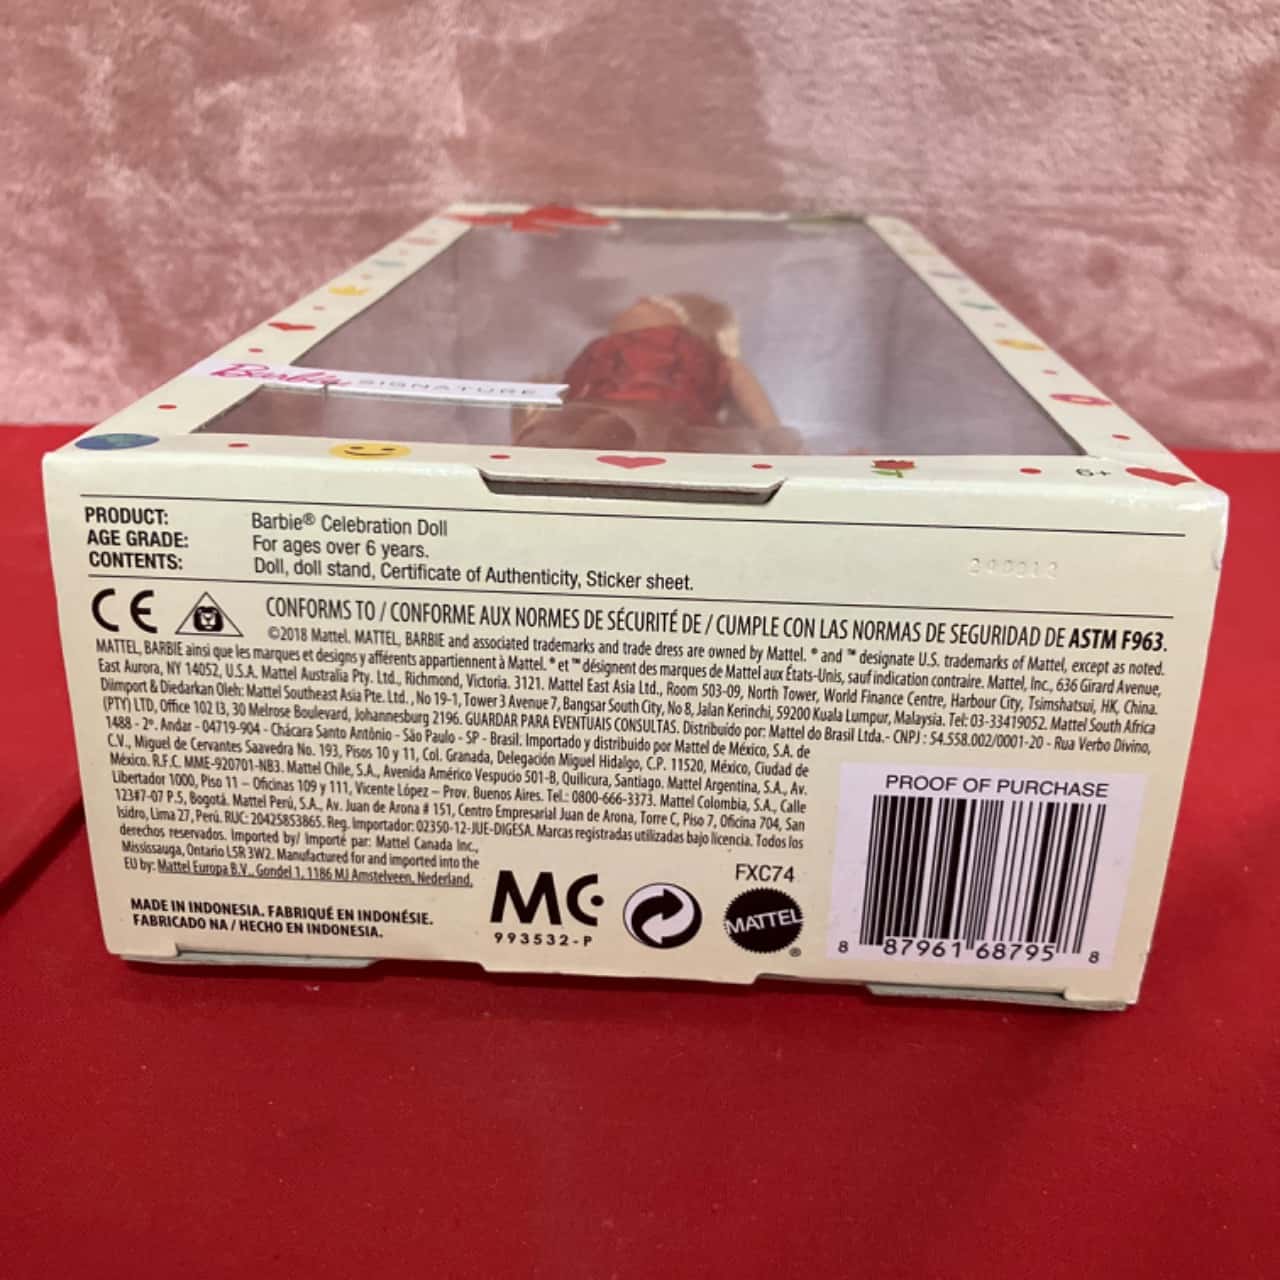 Barbie SIGNATURE
6+
PRODUCT: Barbie® Celebration Doll
AGE GRADE: For ages over 6 years.
CONTENTS: Doll, doll stand, Certificate of Authenticity, Sticker sheet.
CE
CONFORMS TO / CONFORME AUX NORMES DE SÉCURITÉ DE / CUMPLE CON LAS NORMAS DE SEGURIDAD DE ASTM F963.
©2018 Mattel. MATTEL, BARBIE and associated trademarks and trade dress are owned by Mattel. ® and ™ designate U.S. trademarks of Mattel, except as noted.
MATTEL, BARBIE ainsi que les marques et designs y afférents appartiennent à Mattel. ® et ™ désignent des marques de Mattel aux États-Unis, sauf indication contraire. Mattel, Inc., 636 Girard Avenue,
East Aurora, NY 14052, U.S.A. Mattel Australia Pty. Ltd., Richmond, Victoria. 3121. Mattel East Asia Ltd., Room 503-09, North Tower, World Finance Centre, Harbour City, Tsimshatsui, HK, China.
Diimport & Diedarkan Oleh: Mattel Southeast Asia Pte. Ltd., No 19-1, Tower 3 Avenue 7, Bangsar South City, No 8, Jalan Kerinchi, 59200 Kuala Lumpur, Malaysia. Tel: 03-33419052. Mattel South Africa
(PTY) LTD, Office 102 I3, 30 Melrose Boulevard, Johannesburg 2196. GUARDAR PARA EVENTUAIS CONSULTAS. Distribuído por: Mattel do Brasil Ltda.- CNPJ : 54.558.002/0001-20 - Rua Verbo Divino,
1488 - 2º. Andar - 04719-904 - Chácara Santo Antônio - São Paulo - SP - Brasil. Importado y distribuido por Mattel de México, S.A. de
C.V., Miguel de Cervantes Saavedra No. 193, Pisos 10 y 11, Col. Granada, Delegación Miguel Hidalgo, C.P. 11520, México, Ciudad de
México. R.F.C. MME-920701-NB3. Mattel Chile, S.A., Avenida Américo Vespucio 501-B, Quilicura, Santiago. Mattel Argentina, S.A., Av.
Libertador 1000, Piso 11 – Oficinas 109 y 111, Vicente López – Prov. Buenos Aires. Tel.: 0800-666-3373. Mattel Colombia, S.A., Calle
123#7-07 P.5, Bogotá. Mattel Perú, S.A., Av. Juan de Arona # 151, Centro Empresarial Juan de Arona, Torre C, Piso 7, Oficina 704, San
Isidro, Lima 27, Perú. RUC: 20425853865. Reg. Importador: 02350-12-JUE-DIGESA. Marcas registradas utilizadas bajo licencia. Todos los
derechos reservados. Imported by/ Importé par: Mattel Canada Inc.,
Mississauga, Ontario L5R 3W2. Manufactured for and imported into the
EU by: Mattel Europa B.V., Gondel 1, 1186 MJ Amstelveen, Nederland.
MADE IN INDONESIA. FABRIQUÉ EN INDONÉSIE.
FABRICADO NA / HECHO EN INDONESIA.
MC
993532-P
FXC74
MATTEL®
PROOF OF PURCHASE
8 87961 68795 8